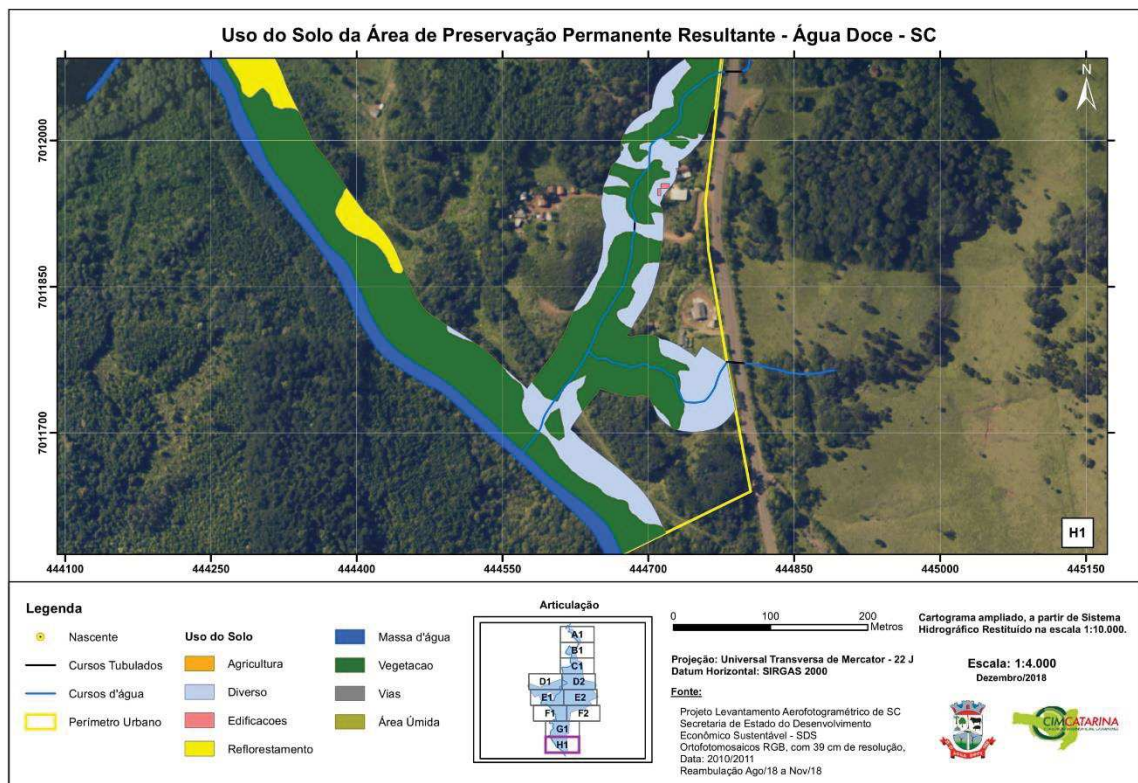 Uso do Solo da Área de Preservação Permanente Resultante - Água Doce - SC
N
7012000
7011850
7011700
H1
444100
444250
444400
444550
444700
444850
445000
445150
Legenda
Nascente
Cursos Tubulados
Cursos d'água
Perímetro Urbano
Uso do Solo
Agricultura
Diverso
Edificacoes
Reflorestamento
Massa d'água
Vegetacao
Vias
Área Úmida
Articulação
A1
B1
C1
D1
D2
E1
E2
F1
F2
G1
H1
0
100
200
Metros
Projeção: Universal Transversa de Mercator - 22 J
Datum Horizontal: SIRGAS 2000
Fonte:
Projeto Levantamento Aerofotogramétrico de SC
Secretaria de Estado do Desenvolvimento
Econômico Sustentável - SDS
Ortofotomosaicos RGB, com 39 cm de resolução,
Data: 2010/2011
Reambulação Ago/18 a Nov/18
Cartograma ampliado, a partir de Sistema
Hidrográfico Restituído na escala 1:10.000.
Escala: 1:4.000
Dezembro/2018
CIMCATARINA